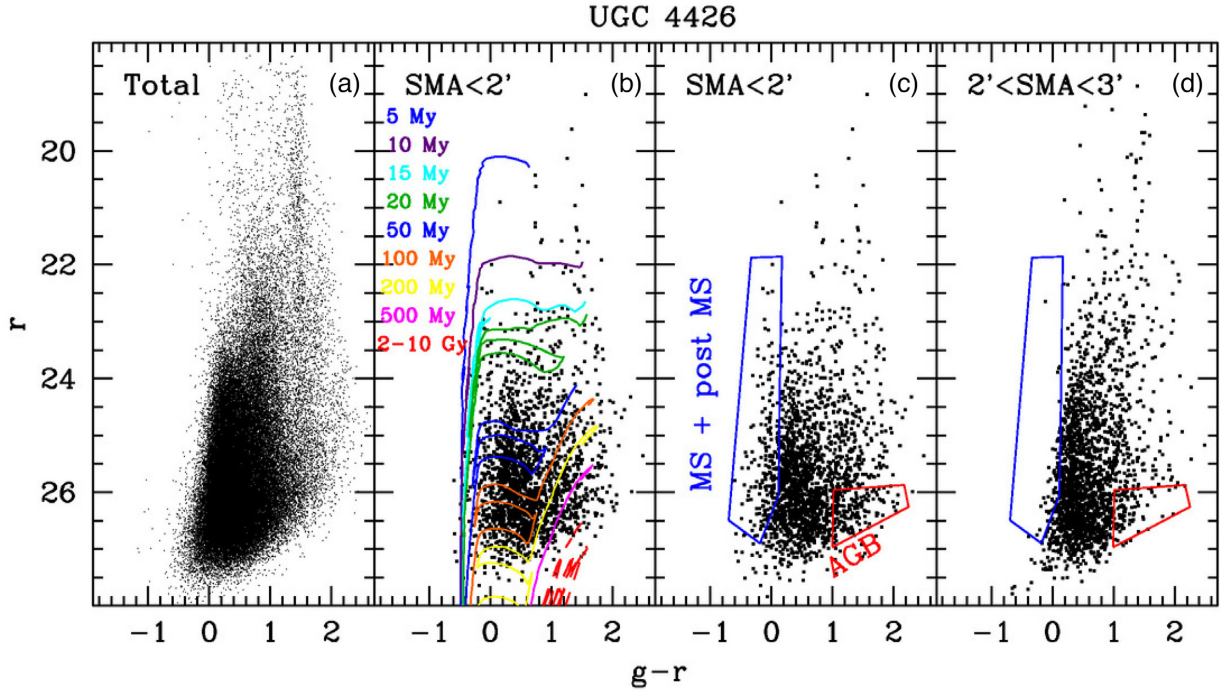 UGC 4426
Total (a)
SMA<2' (b)
SMA<2' (c)
2'<SMA<3' (d)
5 My
10 My
15 My
20 My
50 My
100 My
200 My
500 My
2-10 Gy
MS + post MS
AGB
r
20
22
24
26
-1 0 1 2
-1 0 1 2
-1 0 1 2
-1 0 1 2
g-r